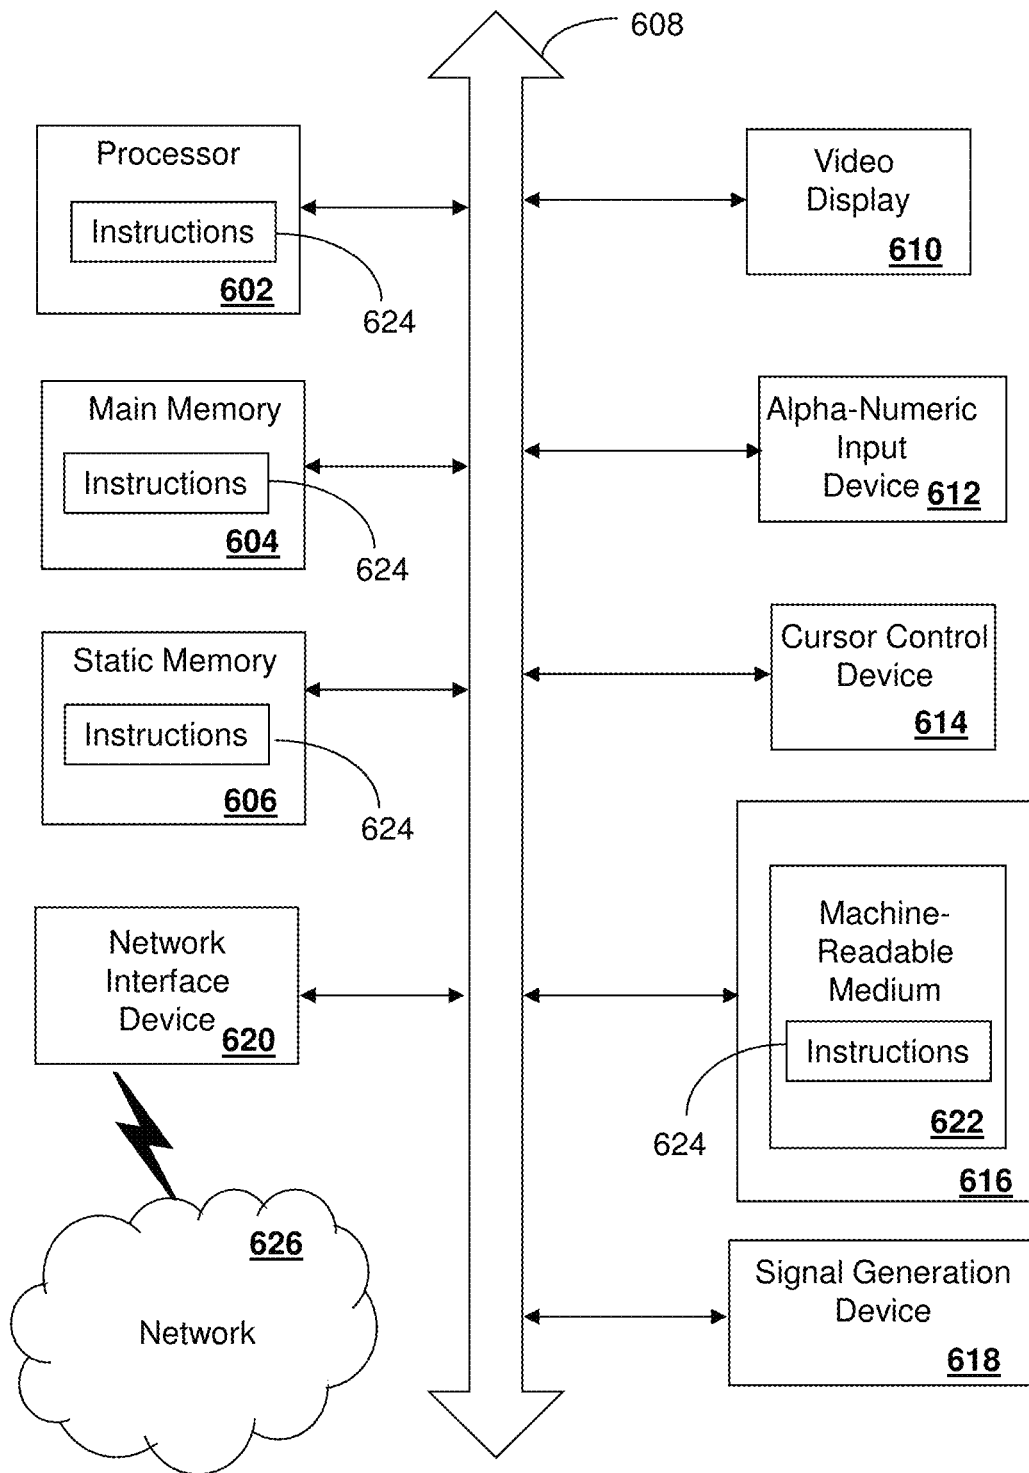 608
Processor
Instructions
602
624
Main Memory
Instructions
604
624
Static Memory
Instructions
606
624
Network
Interface
Device
620
626
Network
Video
Display
610
Alpha-Numeric
Input
Device
612
Cursor Control
Device
614
Machine-
Readable
Medium
Instructions
622
624
616
Signal Generation
Device
618